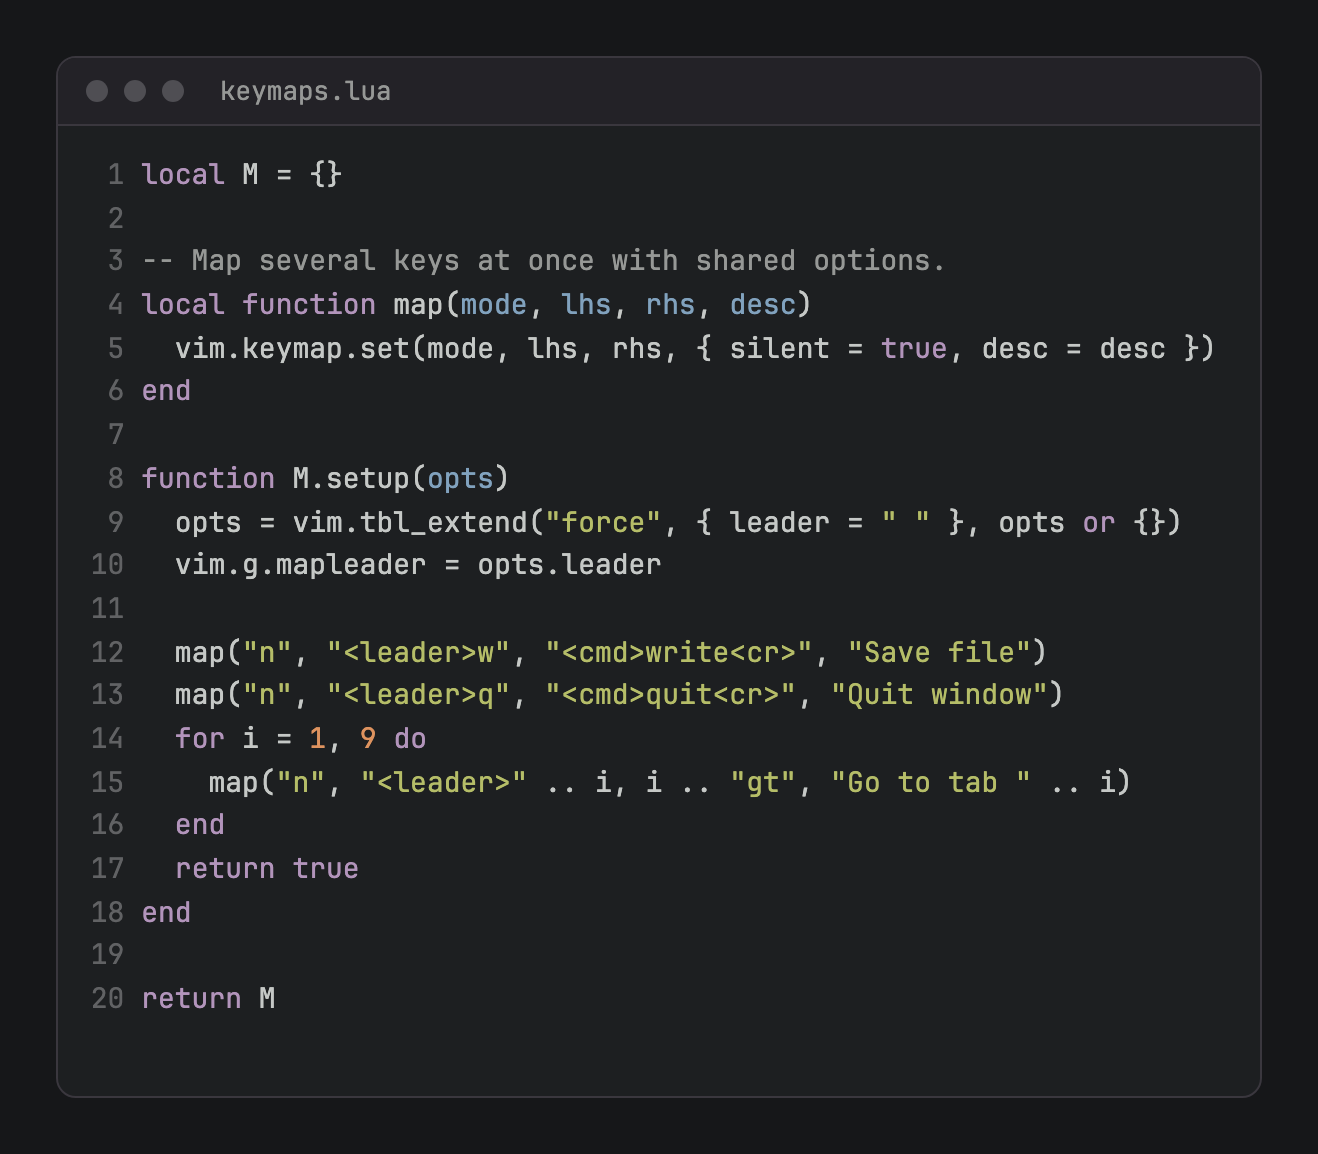 keymaps.lua
1 local M = {}
2
3 -- Map several keys at once with shared options.
4 local function map(mode, lhs, rhs, desc)
5   vim.keymap.set(mode, lhs, rhs, { silent = true, desc = desc })
6 end
7
8 function M.setup(opts)
9   opts = vim.tbl_extend("force", { leader = " " }, opts or {})
10   vim.g.mapleader = opts.leader
11
12   map("n", "<leader>w", "<cmd>write<cr>", "Save file")
13   map("n", "<leader>q", "<cmd>quit<cr>", "Quit window")
14   for i = 1, 9 do
15     map("n", "<leader>" .. i, i .. "gt", "Go to tab " .. i)
16   end
17   return true
18 end
19
20 return M